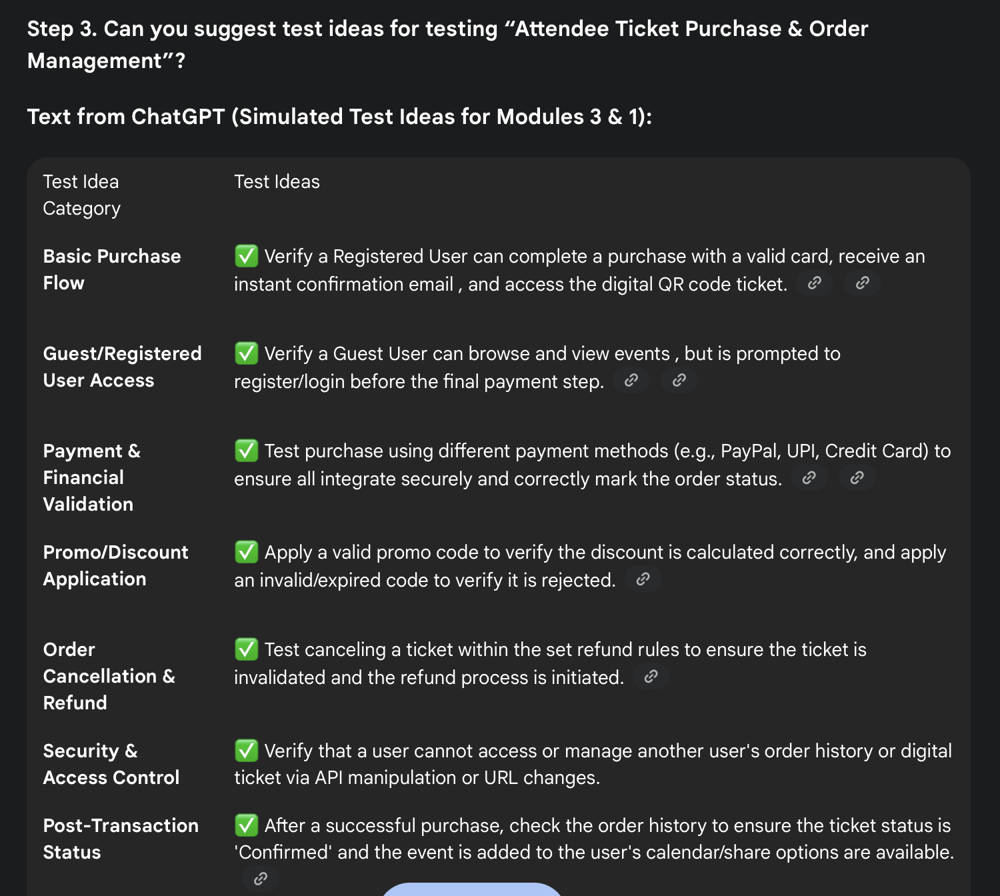 Step 3. Can you suggest test ideas for testing “Attendee Ticket Purchase & Order
Management”?
Text from ChatGPT (Simulated Test Ideas for Modules 3 & 1):
Test Idea
Category
Test Ideas
Basic Purchase
Flow
✅ Verify a Registered User can complete a purchase with a valid card, receive an
instant confirmation email , and access the digital QR code ticket.
Guest/Registered
User Access
✅ Verify a Guest User can browse and view events , but is prompted to
register/login before the final payment step.
Payment &
Financial
Validation
✅ Test purchase using different payment methods (e.g., PayPal, UPI, Credit Card) to
ensure all integrate securely and correctly mark the order status.
Promo/Discount
Application
✅ Apply a valid promo code to verify the discount is calculated correctly, and apply
an invalid/expired code to verify it is rejected.
Order
Cancellation &
Refund
✅ Test canceling a ticket within the set refund rules to ensure the ticket is
invalidated and the refund process is initiated.
Security &
Access Control
✅ Verify that a user cannot access or manage another user's order history or digital
ticket via API manipulation or URL changes.
Post-Transaction
Status
✅ After a successful purchase, check the order history to ensure the ticket status is
'Confirmed' and the event is added to the user's calendar/share options are available.